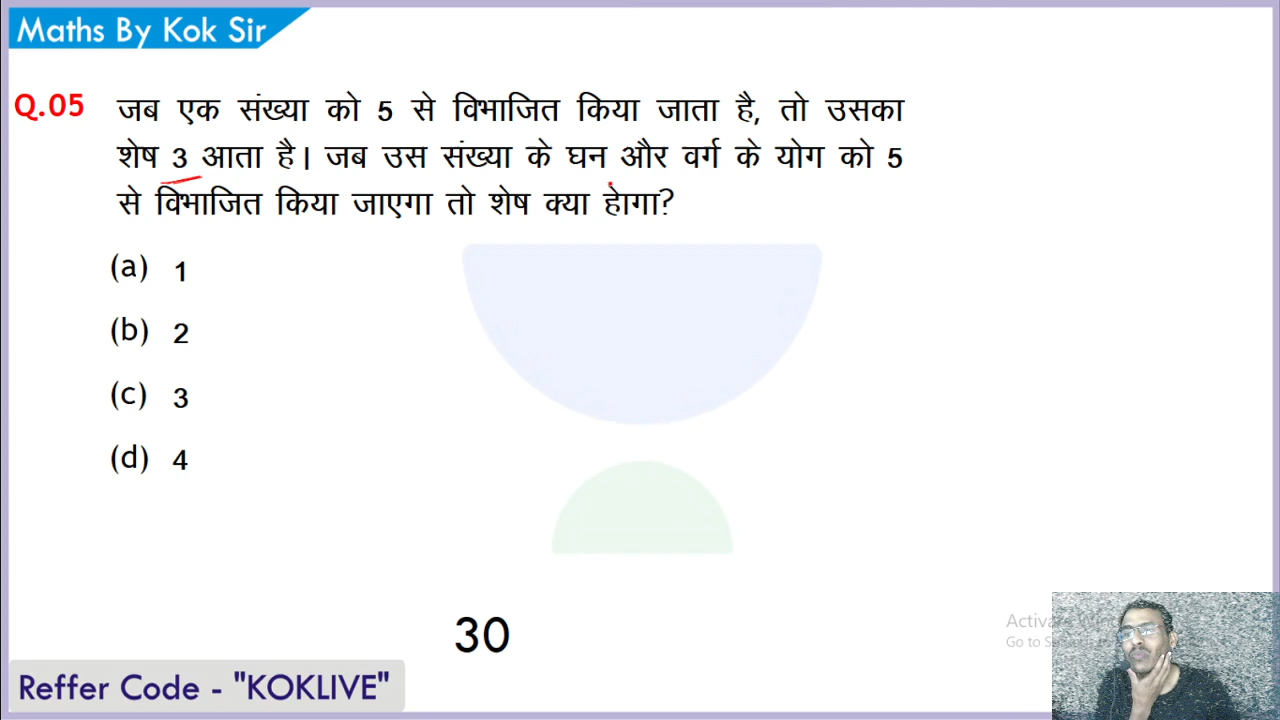 Maths By Kok Sir
Q.05 जब एक संख्या को 5 से विभाजित किया जाता है, तो उसका
शेष 3 आता है। जब उस संख्या के घन और वर्ग के योग को 5
से विभाजित किया जाएगा तो शेष क्या होगा?
(a) 1
(b) 2
(c) 3
(d) 4
30
Reffer Code - "KOKLIVE"